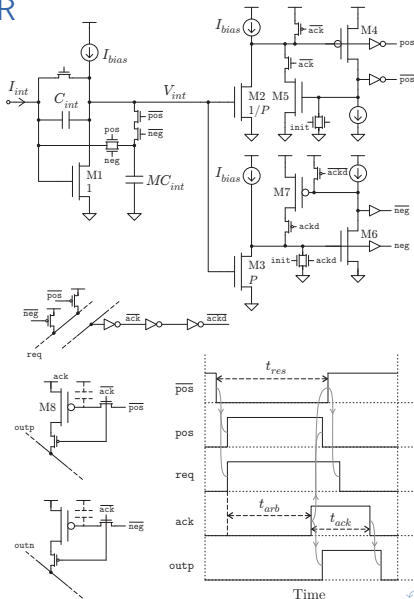 R
I_bias
I_int
C_int
pos
neg
M1
1
V_int
pos
neg
MC_int
I_bias
M2
1/P
M5
ack
ack
M4
pos
pos
init
I_bias
M7
ackd
neg
M6
neg
ackd
init
ackd
M3
P
pos
neg
req
ack
ackd
ack
M8
ack
pos
outp
ack
neg
outn
pos
t_res
pos
req
ack
t_arb
t_ack
outp
Time